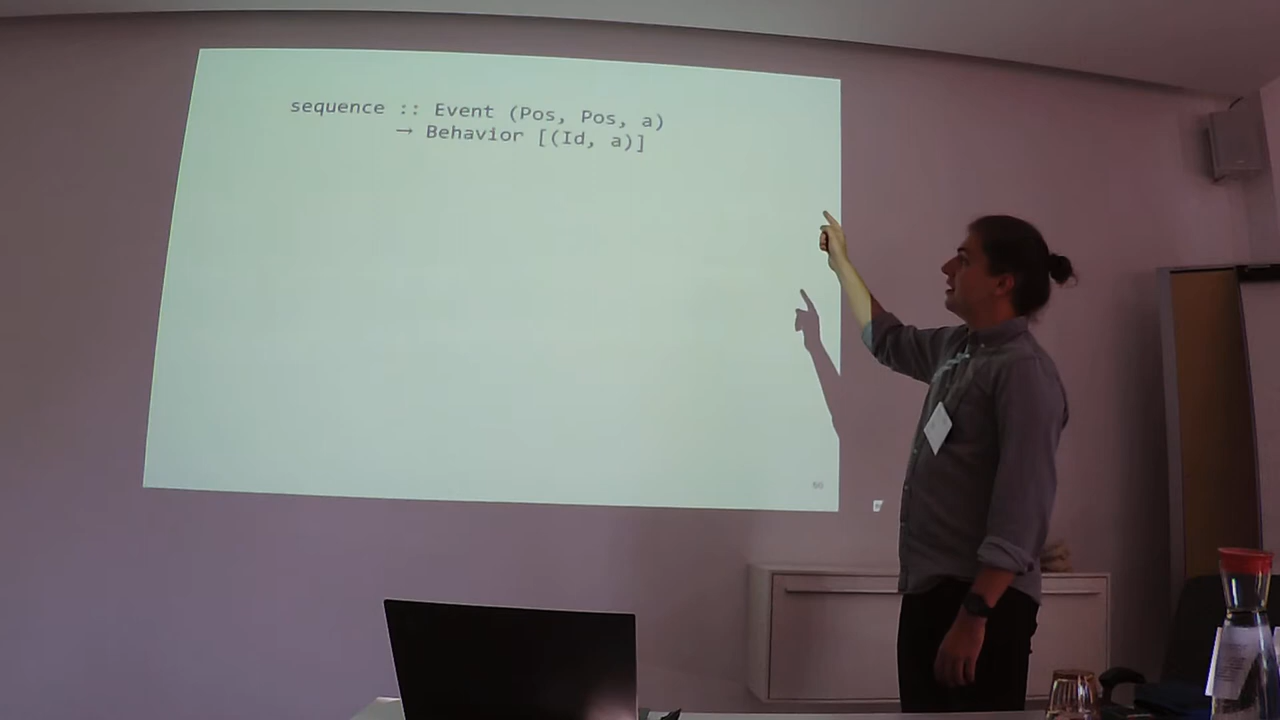 sequence :: Event (Pos, Pos, a)
→ Behavior [(Id, a)]